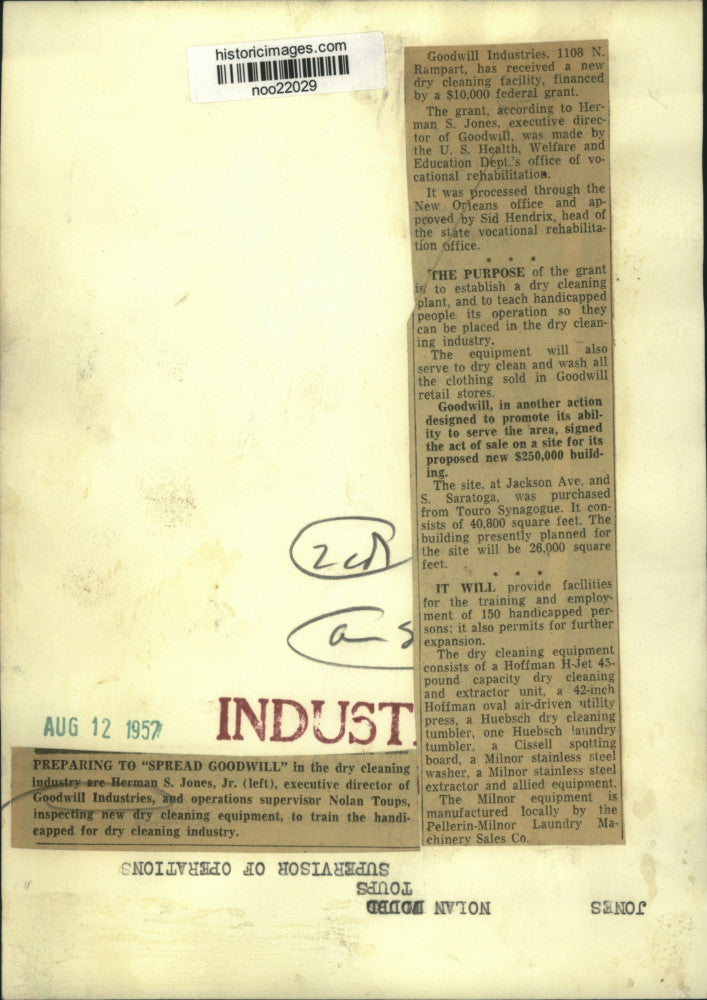 historicimages.com
noo22029
Goodwill Industries, 1108 N.
Rampart, has received a new
dry cleaning facility, financed
by a $10,000 federal grant.
The grant, according to Her-
man S. Jones, executive direc-
tor of Goodwill, was made by
the U. S. Health, Welfare and
Education Dept.'s office of vo-
cational rehabilitation.
It was processed through the
New Orleans office and ap-
proved by Sid Hendrix, head of
the state vocational rehabilita-
tion office.
* * *
THE PURPOSE of the grant
is to establish a dry cleaning
plant, and to teach handicapped
people its operation so they
can be placed in the dry clean-
ing industry.
The equipment will also
serve to dry clean and wash all
the clothing sold in Goodwill
retail stores.
Goodwill, in another action
designed to promote its abil-
ity to serve the area, signed
the act of sale on a site for its
proposed new $250,000 build-
ing.
The site, at Jackson Ave. and
S. Saratoga, was purchased
from Touro Synagogue. It con-
sists of 40,800 square feet. The
building presently planned for
the site will be 26,000 square
feet.
* * *
IT WILL provide facilities
for the training and employ-
ment of 150 handicapped per-
sons; it also permits for further
expansion.
The dry cleaning equipment
consists of a Hoffman H-Jet 45-
pound capacity dry cleaning
and extractor unit, a 42-inch
Hoffman oval air-driven utility
press, a Huebsch dry cleaning
tumbler, one Huebsch laundry
tumbler, a Cissell spotting
board, a Milnor stainless steel
washer, a Milnor stainless steel
extractor and allied equipment.
The Milnor equipment is
manufactured locally by the
Pellerin-Milnor Laundry Ma-
chinery Sales Co.
2 col
AUG 12 1957
INDUST
PREPARING TO "SPREAD GOODWILL" in the dry cleaning
industry are Herman S. Jones, Jr. (left), executive director of
Goodwill Industries, and operations supervisor Nolan Toups,
inspecting new dry cleaning equipment, to train the handi-
capped for dry cleaning industry.
SUPERVISOR OF OPERATIONS
TOUPS
JONES NOLAN